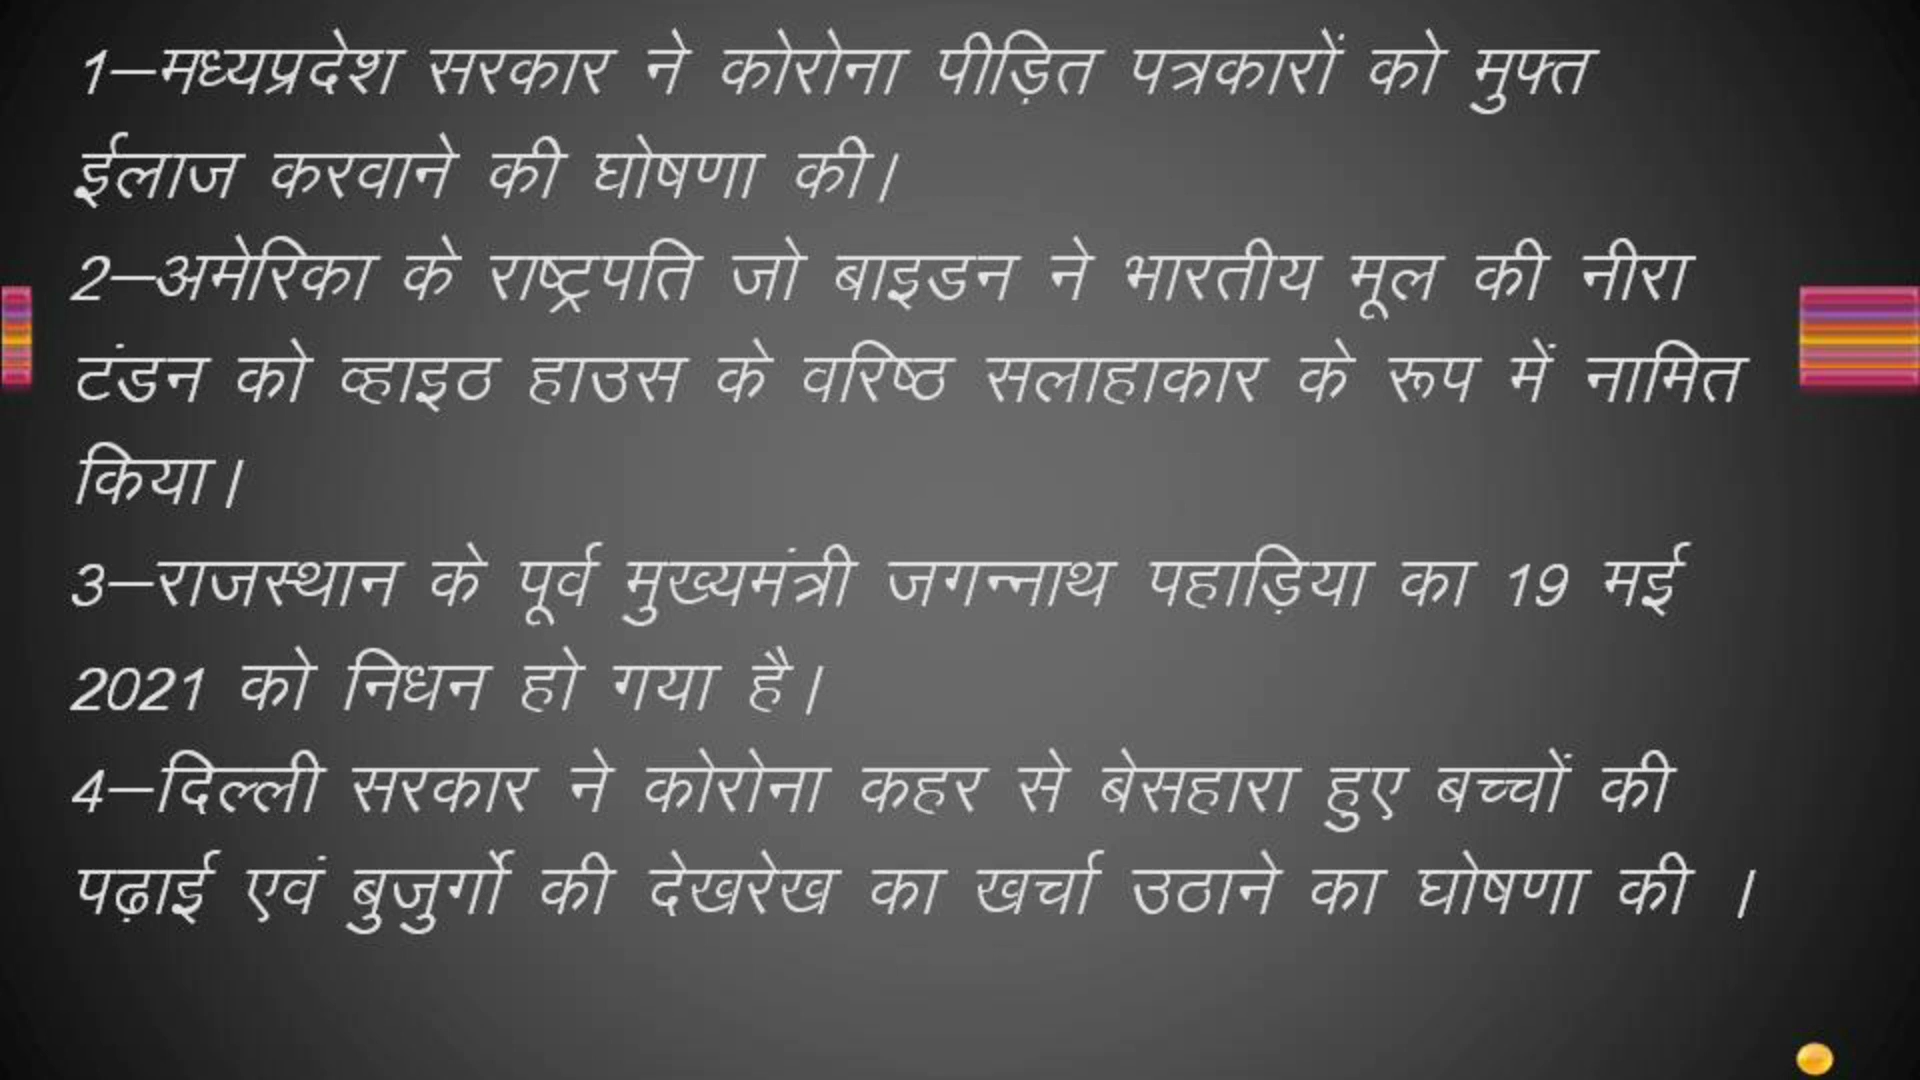 1–मध्यप्रदेश सरकार ने कोरोना पीड़ित पत्रकारों को मुफ्त
ईलाज करवाने की घोषणा की।
2–अमेरिका के राष्ट्रपति जो बाइडन ने भारतीय मूल की नीरा
टंडन को व्हाइठ हाउस के वरिष्ठ सलाहाकार के रूप में नामित
किया।
3–राजस्थान के पूर्व मुख्यमंत्री जगन्नाथ पहाड़िया का 19 मई
2021 को निधन हो गया है।
4–दिल्ली सरकार ने कोरोना कहर से बेसहारा हुए बच्चों की
पढ़ाई एवं बुजुर्गो की देखरेख का खर्चा उठाने का घोषणा की ।